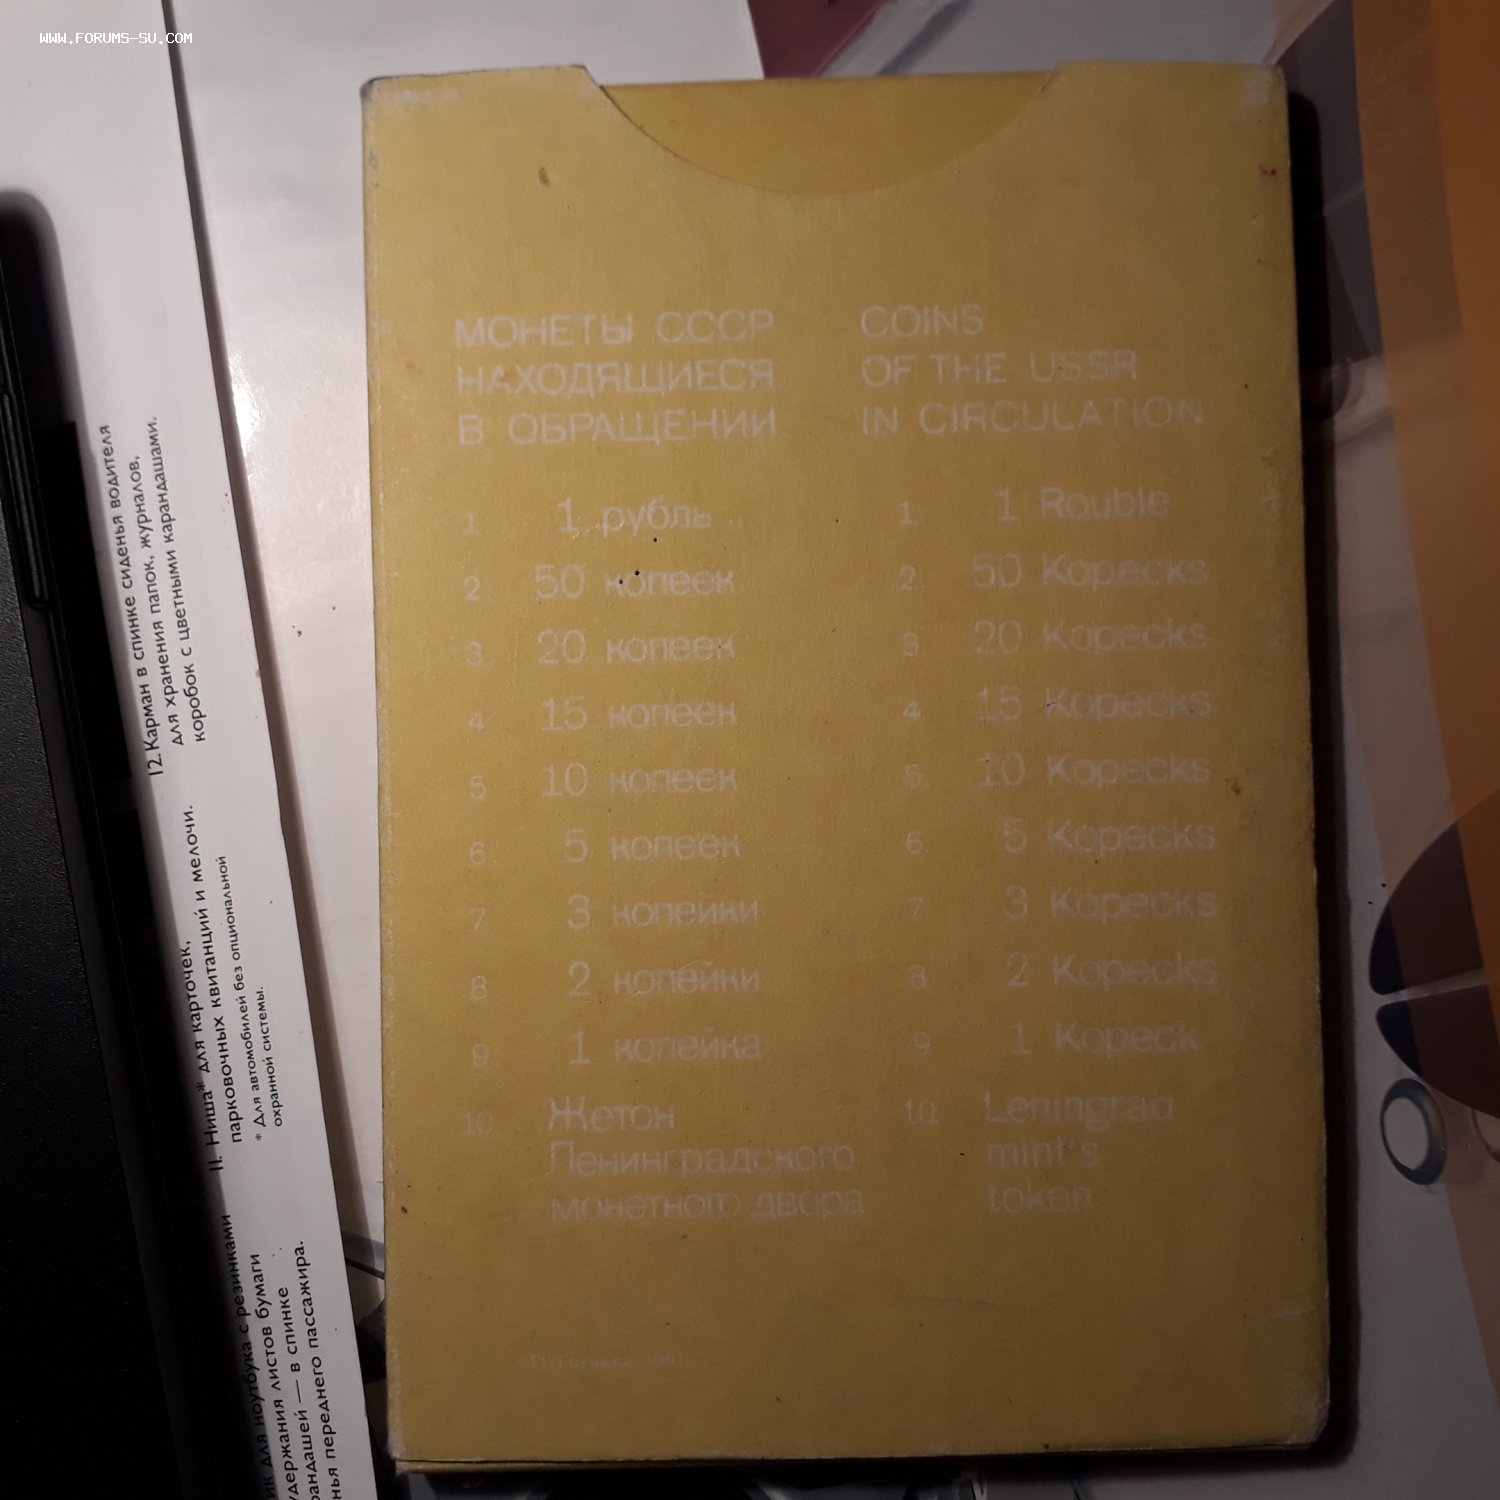 WWW.FORUMS-SU.COM
МОНЕТЫ СССР
НАХОДЯЩИЕСЯ
В ОБРАЩЕНИИ
1 1 рубль
2 50 копеек
3 20 копеек
4 15 копеек
5 10 копеек
6 5 копеек
7 3 копейки
8 2 копейки
9 1 копейка
10 Жетон
Ленинградского
монетного двора
COINS
OF THE USSR
IN CIRCULATION
1 1 Rouble
2. 50 Kopecks
3 20 Kopecks
4. 15 Kopecks
5. 10 Kopecks
6. 5 Kopecks
7 3 Kopecks
8. 2 Kopecks
9 1 Kopeck
10. Leningrad
mint's
token
12. Карман в спинке сиденья водителя
для хранения папок, журналов,
коробок с цветными карандашами.
11. Ниша* для карточек,
парковочных квитанций и мелочи.
* Для автомобилей без опциональной
охранной системы.
для ноутбука с резинками
удержания листов бумаги
— в спинке
переднего пассажира.